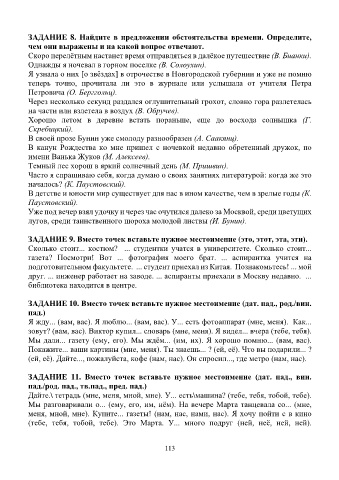 ЗАДАНИЕ 8. Найдите в предложении обстоятельства времени. Определите,
чем они выражены и на какой вопрос отвечают.
Скоро перелётным настанет время отправляться в далёкое путешествие (В. Бианки).
Однажды я ночевал в горном поселке (В. Солоухин).
Я узнала о них [о звёздах] в отрочестве в Новгородской губернии и уже не помню
теперь точно, прочитала ли это в журнале или услышала от учителя Петра
Петровича (О. Берггольц).
Через несколько секунд раздался оглушительный грохот, словно гора разлетелась
на части или взлетела в воздух (В. Обручев).
Хорошо летом в деревне встать пораньше, еще до восхода солнышка (Г.
Скребицкий).
В своей прозе Бунин уже смолоду разнообразен (А. Саакянц).
В канун Рождества ко мне пришел с ночевкой недавно обретенный дружок, по
имени Ванька Жуков (М. Алексеев).
Темный лес хорош в яркий солнечный день (М. Пришвин).
Часто я спрашиваю себя, когда думаю о своих занятиях литературой: когда же это
началось? (К. Паустовский).
В детстве и юности мир существует для нас в ином качестве, чем в зрелые годы (К.
Паустовский).
Уже под вечер взял удочку и через час очутился далеко за Москвой, среди цветущих
лугов, среди таинственного шороха молодой листвы (И. Бунин).
ЗАДАНИЕ 9. Вместо точек вставьте нужное местоимение (это, этот, эта, эти).
Сколько стоит... костюм? ... студентки учатся в университете. Сколько стоит...
газета? Посмотри! Вот ... фотография моего брат. ... аспирантка учится на
подготовительном факультете. ... студент приехал из Китая. Познакомьтесь! ... мой
друг. ... инженер работает на заводе. ... аспиранты приехали в Москву недавно. ...
библиотека находится в центре.
ЗАДАНИЕ 10. Вместо точек вставьте нужное местоимение (дат. пад., род./вин.
пад.)
Я жду... (вам, вас). Я люблю... (вам, вас). У... есть фотоаппарат (мне, меня). Как...
зовут? (вам, вас). Виктор купил... словарь (мне, меня). Я видел... вчера (тебе, тебя).
Мы дали... газету (ему, его). Мы ждём... (им, их). Я хорошо помню... (вам, вас).
Покажите... ваши картины (мне, меня). Ты знаешь... ? (ей, её). Что вы подарили... ?
(ей, её). Дайте..., пожалуйста, кофе (нам, нас). Он спросил..., где метро (нам, нас).
ЗАДАНИЕ 11. Вместо точек вставьте нужное местоимение (дат. пад., вин.
пад./род. пад., тв.пад., пред. пад.)
Дайте.\ тетрадь (мне, меня, мной, мне). У... есть\машина? (тебе, тебя, тобой, тебе).
Мы разговаривали о... (ему, его, им, нём). На вечере Марта танцевала со... (мне,
меня, мной, мне). Купите... газеты! (нам, нас, нами, нас). Я хочу пойти с в кино
(тебе, тебя, тобой, тебе). Это Марта. У... много подруг (ней, неё, ней, ней).
113